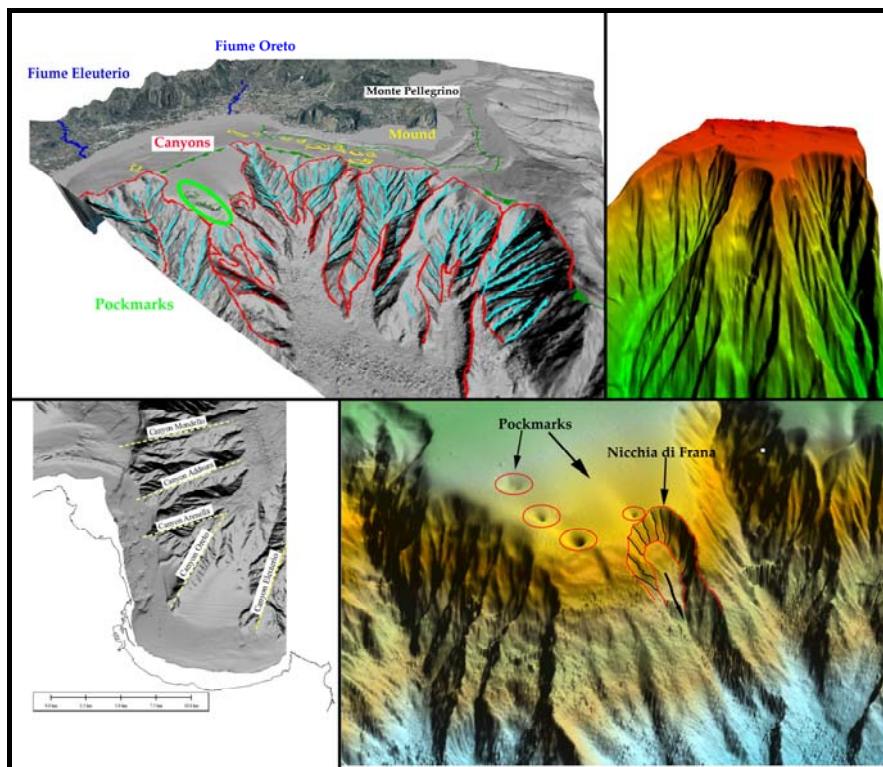 Fiume Oreto
Fiume Eleuterio
Monte Pellegrino
Mound
Canyons
Pockmarks
Canyon Mondello
Canyon Addaura
Canyon Arenella
Canyon Oreto
Canyon Eleuterio
Pockmarks
Nicchia di Frana